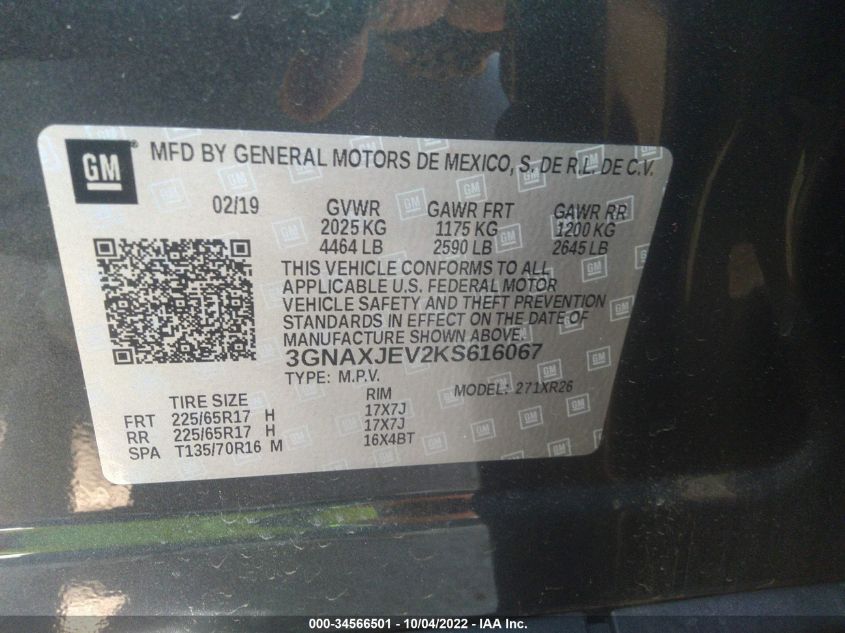 GM
MFD BY GENERAL MOTORS DE MEXICO, S. DE R.L. DE C.V.
02/19 GVWR GAWR FRT GAWR RR
2025 KG 1175 KG 1200 KG
4464 LB 2590 LB 2645 LB
THIS VEHICLE CONFORMS TO ALL
APPLICABLE U.S. FEDERAL MOTOR
VEHICLE SAFETY AND THEFT PREVENTION
STANDARDS IN EFFECT ON THE DATE OF
MANUFACTURE SHOWN ABOVE.
3GNAXJEV2KS616067
TYPE: M.P.V. MODEL: 271XR26
TIRE SIZE RIM
FRT 225/65R17 H 17X7J
RR 225/65R17 H 17X7J
SPA T135/70R16 M 16X4BT
000-34566501 - 10/04/2022 - IAA Inc.